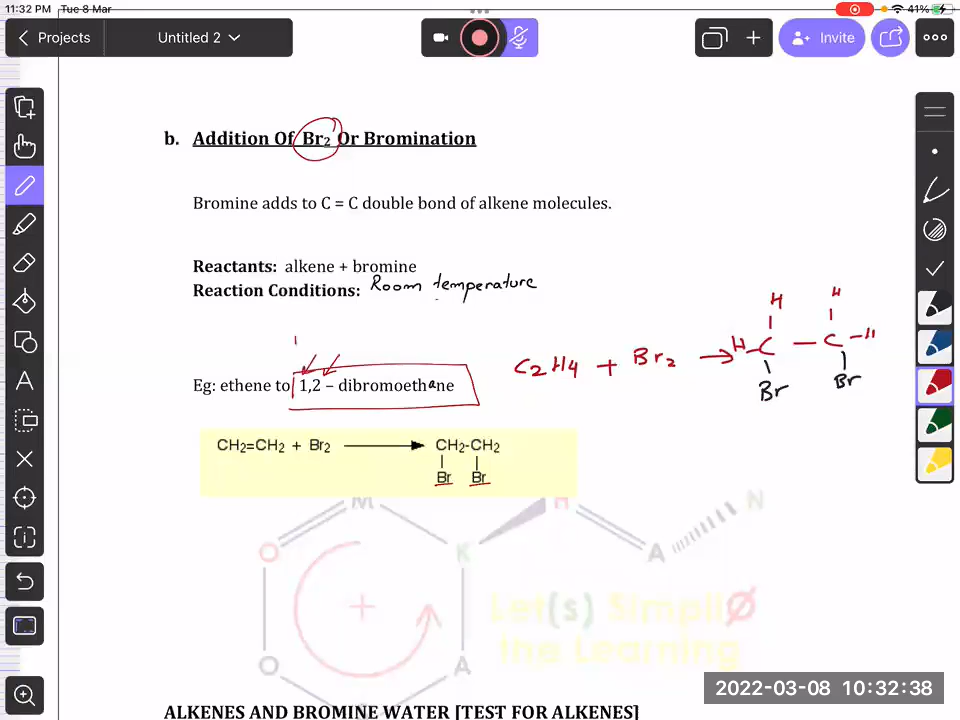 11:32 PM Tue 8 Mar
41%
Projects
Untitled 2
Invite
b. Addition Of Br2 Or Bromination
Bromine adds to C = C double bond of alkene molecules.
Reactants: alkene + bromine
Reaction Conditions: Room temperature
H H
C2H4 + Br2 → H-C — C-H
Br Br
Eg: ethene to 1,2 – dibromoethane
CH2=CH2 + Br2 → CH2-CH2
Br Br
M H N
O K A
Let(s) Simpliø
the Learning
O A
ALKENES AND BROMINE WATER [TEST FOR ALKENES]
2022-03-08 10:32:38